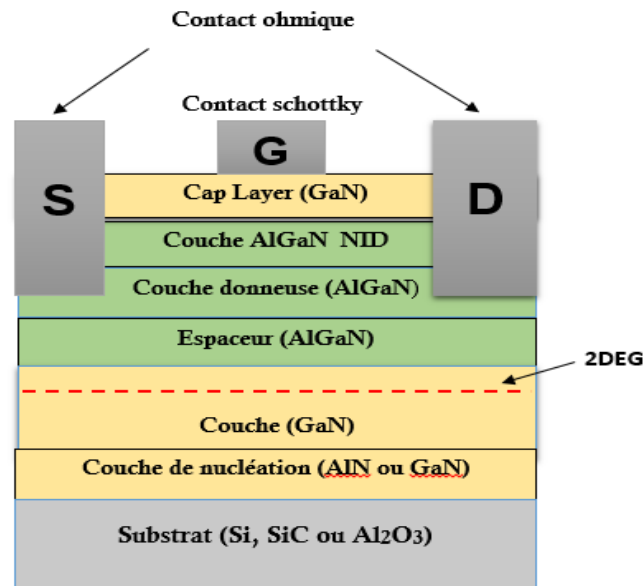 Contact ohmique
Contact schottky
G
S
D
Cap Layer (GaN)
Couche AlGaN NID
Couche donneuse (AlGaN)
Espaceur (AlGaN)
2DEG
Couche (GaN)
Couche de nucléation (AlN ou GaN)
Substrat (Si, SiC ou Al₂O₃)